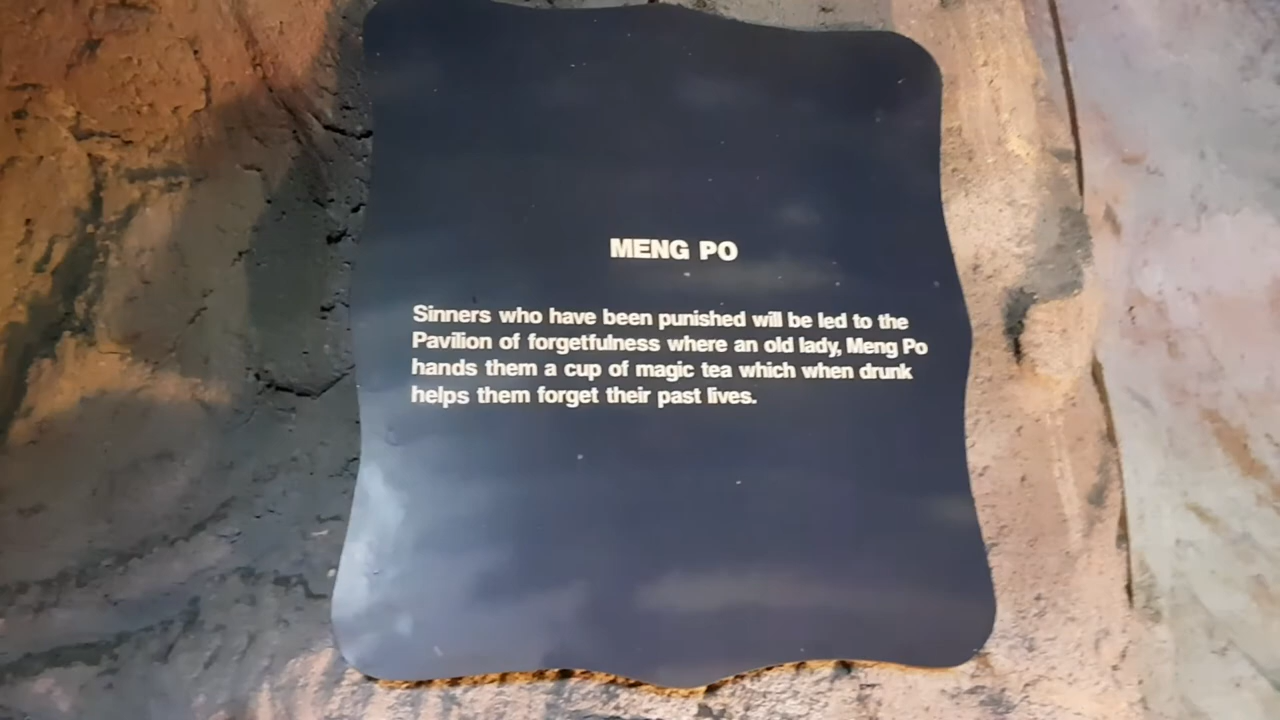 MENG PO
Sinners who have been punished will be led to the
Pavilion of forgetfulness where an old lady, Meng Po
hands them a cup of magic tea which when drunk
helps them forget their past lives.